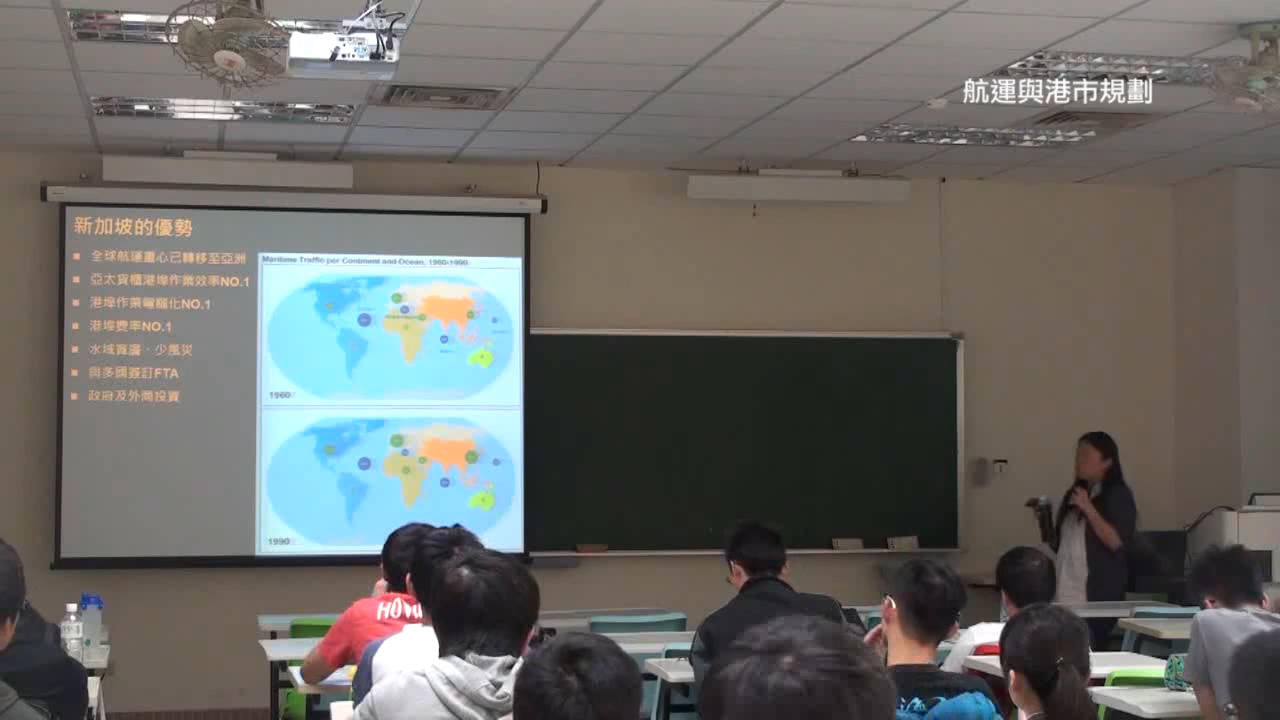 航運與港市規劃
新加坡的優勢
全球航運重心已轉移至亞洲
亞太貨櫃港埠作業效率NO.1
港埠作業電腦化NO.1
港埠費率NO.1
水域寬廣、少風災
與多國簽訂FTA
政府及外商投資
Maritime Traffic per Continent and Ocean, 1960-1990
1960
1990